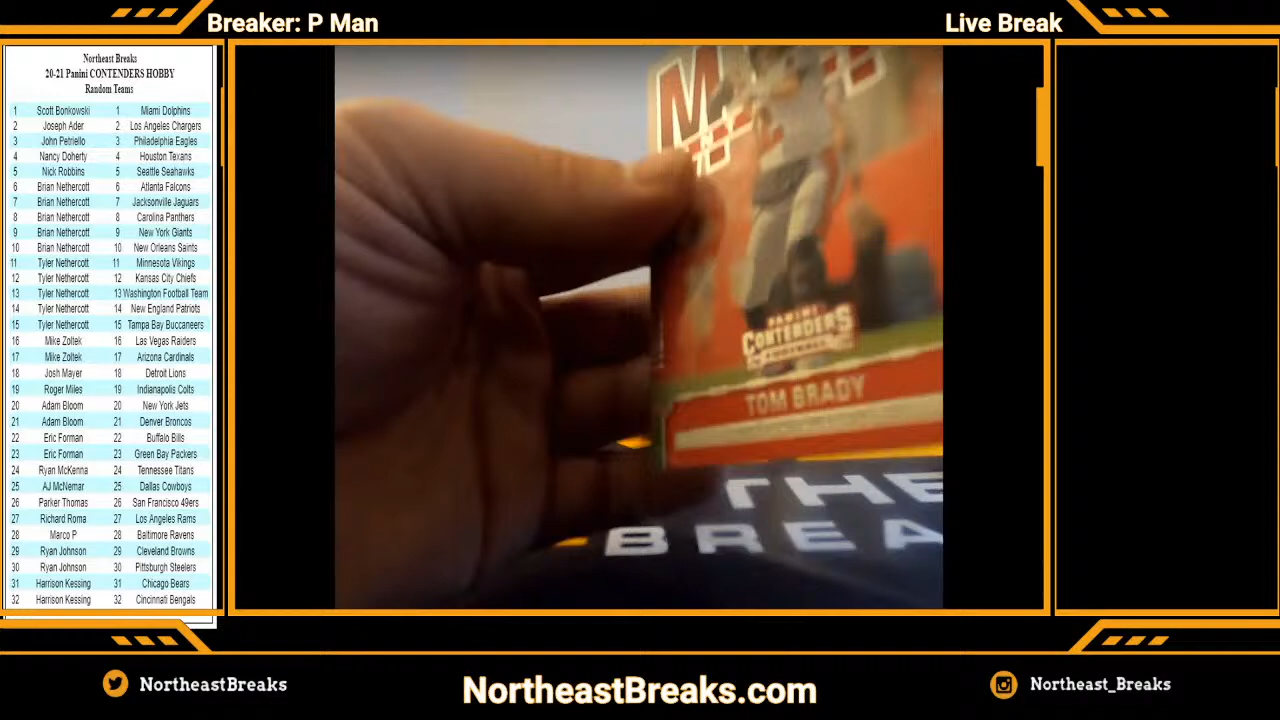 Breaker: P Man
Live Break
Northeast Breaks
20-21 Panini CONTENDERS HOBBY
Random Teams
1 Scott Bonkowski 1 Miami Dolphins
2 Joseph Ader 2 Los Angeles Chargers
3 John Petriello 3 Philadelphia Eagles
4 Nancy Doherty 4 Houston Texans
5 Nick Robbins 5 Seattle Seahawks
6 Brian Nethercott 6 Atlanta Falcons
7 Brian Nethercott 7 Jacksonville Jaguars
8 Brian Nethercott 8 Carolina Panthers
9 Brian Nethercott 9 New York Giants
10 Brian Nethercott 10 New Orleans Saints
11 Tyler Nethercott 11 Minnesota Vikings
12 Tyler Nethercott 12 Kansas City Chiefs
13 Tyler Nethercott 13 Washington Football Team
14 Tyler Nethercott 14 New England Patriots
15 Tyler Nethercott 15 Tampa Bay Buccaneers
16 Mike Zoltek 16 Las Vegas Raiders
17 Mike Zoltek 17 Arizona Cardinals
18 Josh Mayer 18 Detroit Lions
19 Roger Miles 19 Indianapolis Colts
20 Adam Bloom 20 New York Jets
21 Adam Bloom 21 Denver Broncos
22 Eric Forman 22 Buffalo Bills
23 Eric Forman 23 Green Bay Packers
24 Ryan McKenna 24 Tennessee Titans
25 AJ McNemar 25 Dallas Cowboys
26 Parker Thomas 26 San Francisco 49ers
27 Richard Roma 27 Los Angeles Rams
28 Marco P 28 Baltimore Ravens
29 Ryan Johnson 29 Cleveland Browns
30 Ryan Johnson 30 Pittsburgh Steelers
31 Harrison Kessing 31 Chicago Bears
32 Harrison Kessing 32 Cincinnati Bengals
PANINI
CONTENDERS
FOOTBALL
TOM BRADY
THE
BREA
NortheastBreaks
NortheastBreaks.com
Northeast_Breaks